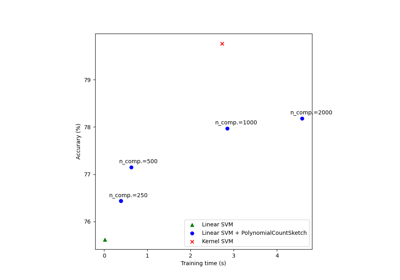 n_comp.=2000
n_comp.=1000
n_comp.=500
n_comp.=250
79
78
77
76
Accurary (%)
Linear SVM
Linear SVM + PolynomialCountSketch
Kernel SVM
0 1 2 3 4
Training time (s)